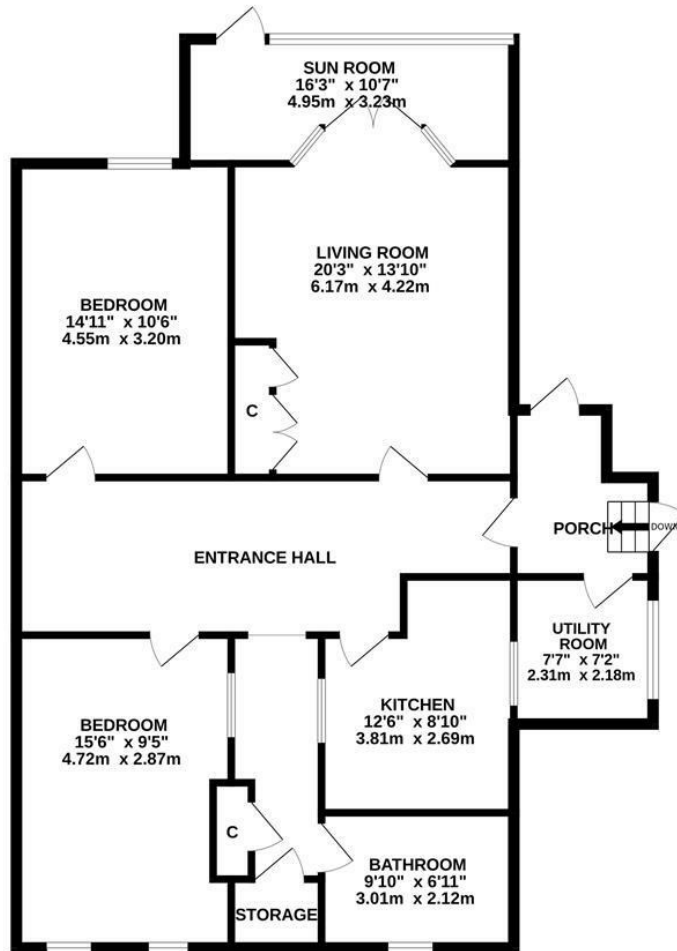 SUN ROOM
16'3" x 10'7"
4.95m x 3.23m
LIVING ROOM
20'3" x 13'10"
6.17m x 4.22m
BEDROOM
14'11" x 10'6"
4.55m x 3.20m
C
PORCH
DOWN
ENTRANCE HALL
UTILITY
ROOM
7'7" x 7'2"
2.31m x 2.18m
KITCHEN
12'6" x 8'10"
3.81m x 2.69m
BEDROOM
15'6" x 9'5"
4.72m x 2.87m
C
BATHROOM
9'10" x 6'11"
3.01m x 2.12m
STORAGE